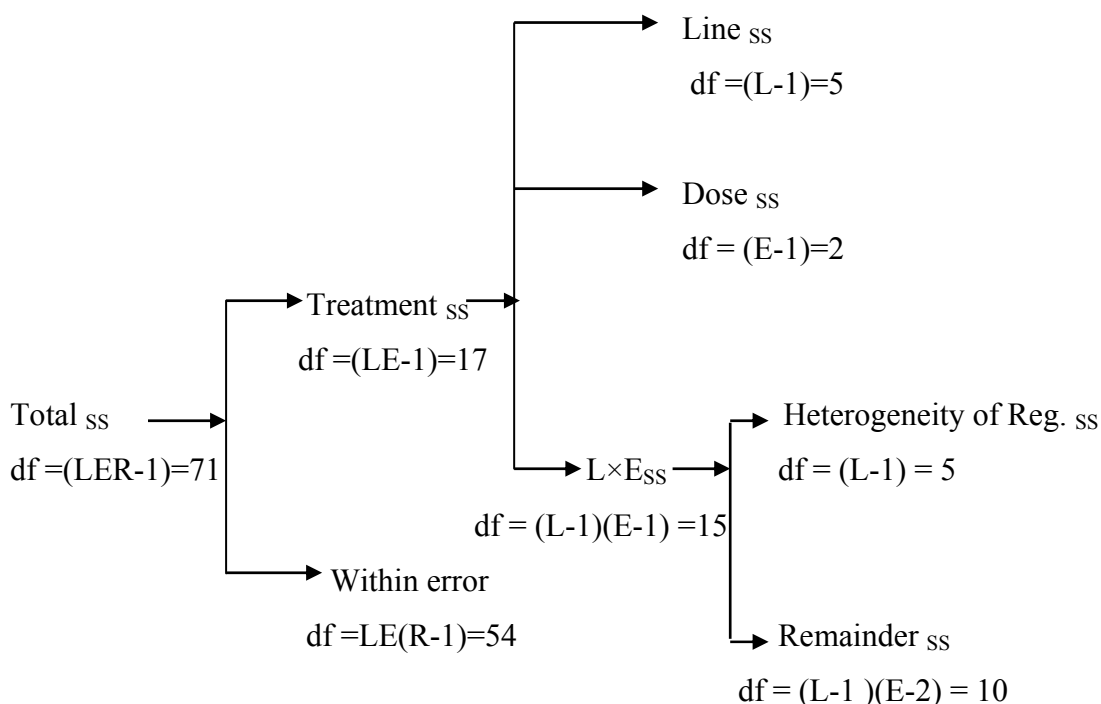 Line SS
df =(L-1)=5
Dose SS
df = (E-1)=2
Treatment SS
df =(LE-1)=17
Total SS
df =(LER-1)=71
Heterogeneity of Reg. SS
df = (L-1) = 5
L×ESS
df = (L-1)(E-1) =15
Within error
df =LE(R-1)=54
Remainder SS
df = (L-1 )(E-2) = 10